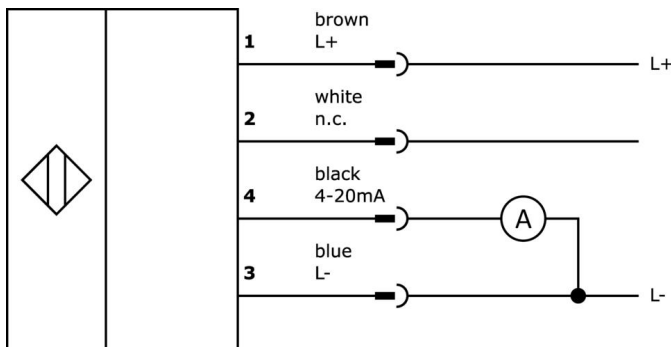 brown
1 L+
L+
white
2 n.c.
black
4 4-20mA
A
blue
3 L-
L-